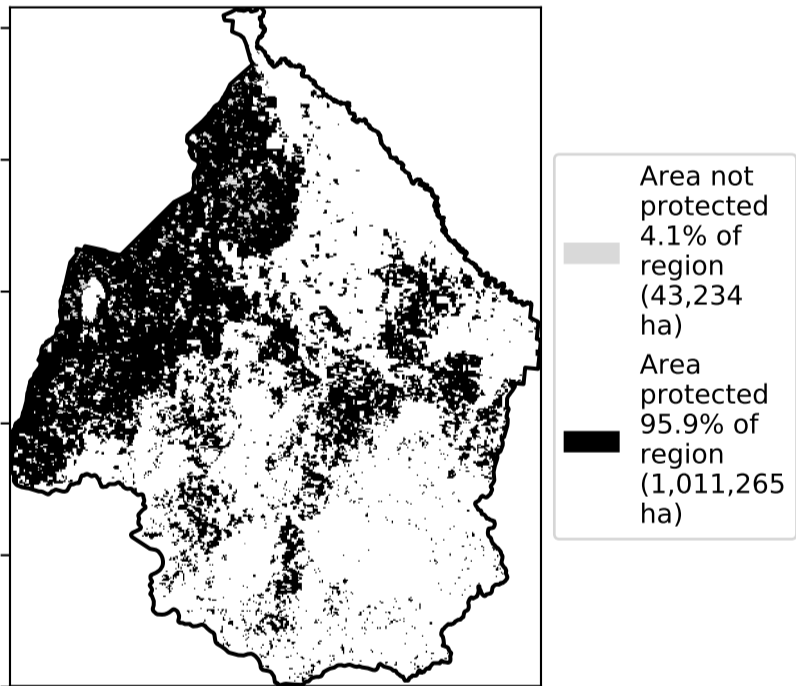 Area not
protected
4.1% of
region
(43,234
ha)
Area
protected
95.9% of
region
(1,011,265
ha)